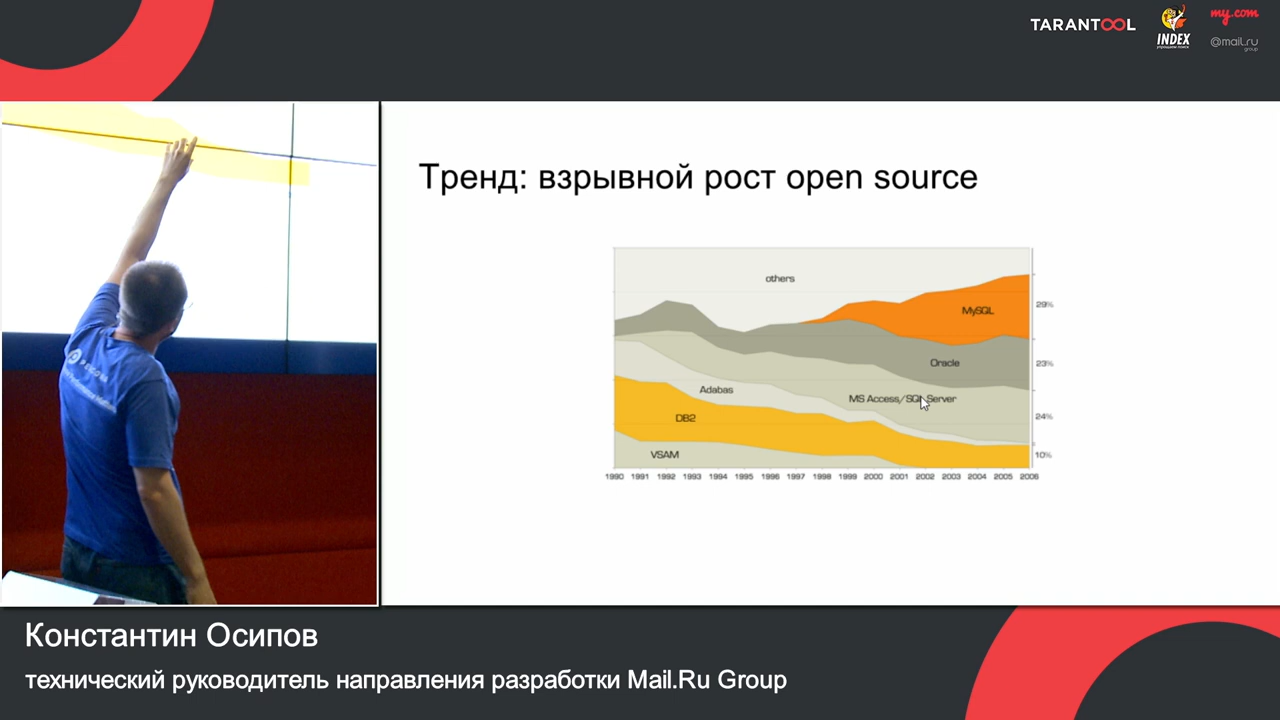 TARANTOOL
INDEX
my.com
@mail.ru
group
Тренд: взрывной рост open source
others
MySQL
29%
Oracle
23%
Adabas
MS Access/SQL Server
DB2
24%
VSAM
10%
1990 1991 1992 1993 1994 1995 1996 1997 1998 1999 2000 2001 2002 2003 2004 2005 2006
Константин Осипов
технический руководитель направления разработки Mail.Ru Group